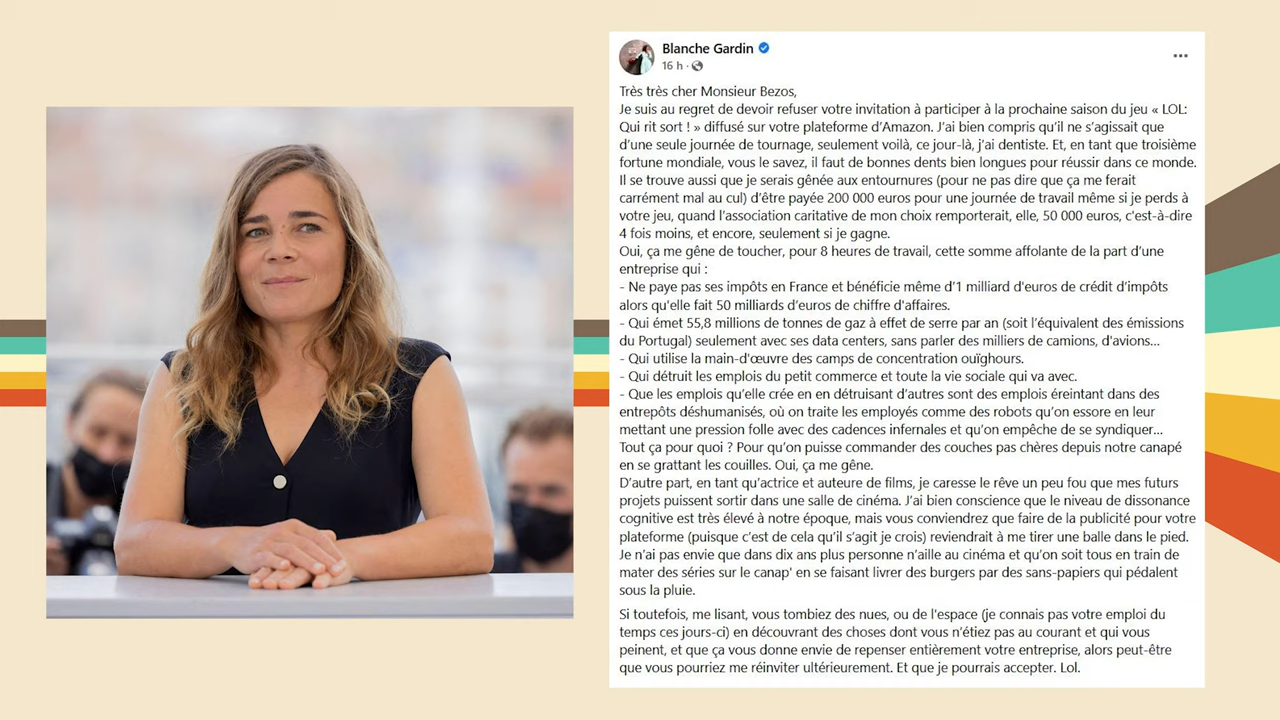 Blanche Gardin
16 h
Très très cher Monsieur Bezos,
Je suis au regret de devoir refuser votre invitation à participer à la prochaine saison du jeu « LOL:
Qui rit sort ! » diffusé sur votre plateforme d'Amazon. J'ai bien compris qu'il ne s'agissait que
d'une seule journée de tournage, seulement voilà, ce jour-là, j'ai dentiste. Et, en tant que troisième
fortune mondiale, vous le savez, il faut de bonnes dents bien longues pour réussir dans ce monde.
Il se trouve aussi que je serais gênée aux entournures (pour ne pas dire que ça me ferait
carrément mal au cul) d'être payée 200 000 euros pour une journée de travail même si je perds à
votre jeu, quand l'association caritative de mon choix remporterait, elle, 50 000 euros, c'est-à-dire
4 fois moins, et encore, seulement si je gagne.
Oui, ça me gêne de toucher, pour 8 heures de travail, cette somme affolante de la part d'une
entreprise qui :
- Ne paye pas ses impôts en France et bénéficie même d'1 milliard d'euros de crédit d'impôts
alors qu'elle fait 50 milliards d'euros de chiffre d'affaires.
- Qui émet 55,8 millions de tonnes de gaz à effet de serre par an (soit l'équivalent des émissions
du Portugal) seulement avec ses data centers, sans parler des milliers de camions, d'avions...
- Qui utilise la main-d'œuvre des camps de concentration ouïghours.
- Qui détruit les emplois du petit commerce et toute la vie sociale qui va avec.
- Que les emplois qu'elle crée en en détruisant d'autres sont des emplois éreintant dans des
entrepôts déshumanisés, où on traite les employés comme des robots qu'on essore en leur
mettant une pression folle avec des cadences infernales et qu'on empêche de se syndiquer...
Tout ça pour quoi ? Pour qu'on puisse commander des couches pas chères depuis notre canapé
en se grattant les couilles. Oui, ça me gêne.
D'autre part, en tant qu'actrice et auteure de films, je caresse le rêve un peu fou que mes futurs
projets puissent sortir dans une salle de cinéma. J'ai bien conscience que le niveau de dissonance
cognitive est très élevé à notre époque, mais vous conviendrez que faire de la publicité pour votre
plateforme (puisque c'est de cela qu'il s'agit je crois) reviendrait à me tirer une balle dans le pied.
Je n'ai pas envie que dans dix ans plus personne n'aille au cinéma et qu'on soit tous en train de
mater des séries sur le canap' en se faisant livrer des burgers par des sans-papiers qui pédalent
sous la pluie.
Si toutefois, me lisant, vous tombiez des nues, ou de l'espace (je connais pas votre emploi du
temps ces jours-ci) en découvrant des choses dont vous n'étiez pas au courant et qui vous
peinent, et que ça vous donne envie de repenser entièrement votre entreprise, alors peut-être
que vous pourriez me réinviter ultérieurement. Et que je pourrais accepter. Lol.